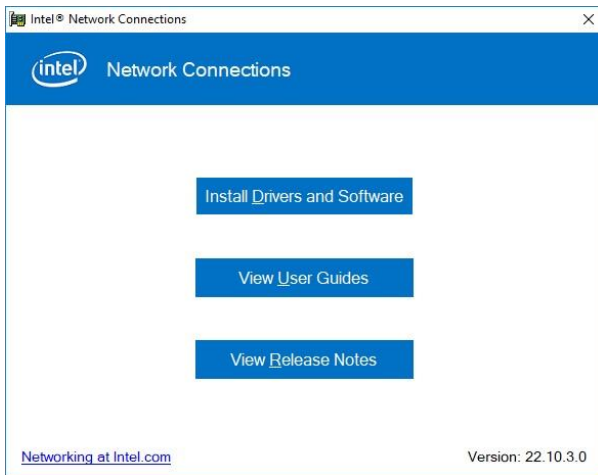 Intel® Network Connections
intel Network Connections
Install Drivers and Software
View User Guides
View Release Notes
Networking at Intel.com Version: 22.10.3.0